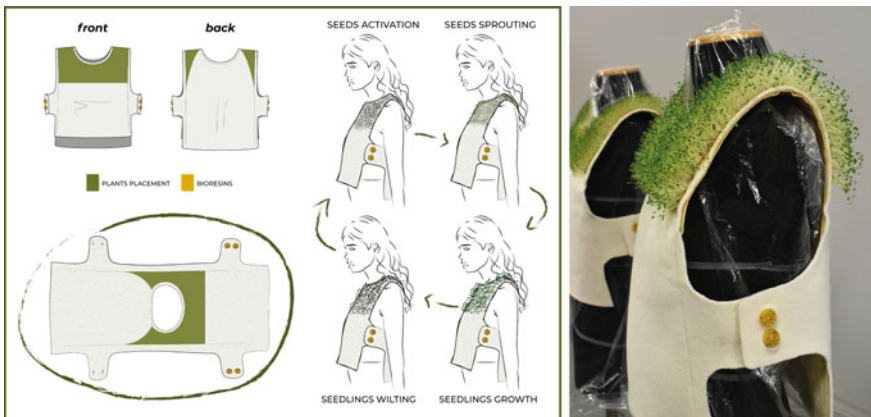 front
back
PLANTS PLACEMENT
BIORESINS
SEEDS ACTIVATION
SEEDS SPROUTING
SEEDLINGS WILTING
SEEDLINGS GROWTH